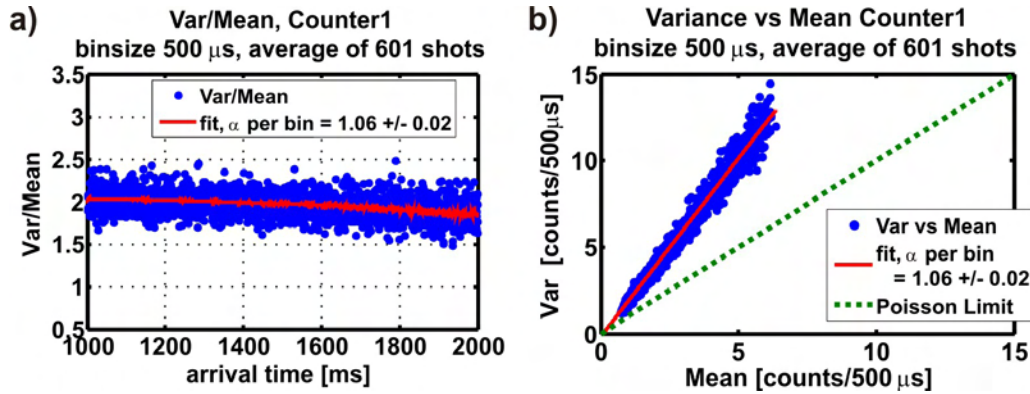 a)
Var/Mean, Counter1
binsize 500 μs, average of 601 shots
3.5
3
2.5
2
1.5
1
0.5
Var/Mean
Var/Mean
fit, α per bin = 1.06 +/- 0.02
1000 1200 1400 1600 1800 2000
arrival time [ms]
b)
Variance vs Mean Counter1
binsize 500 μs, average of 601 shots
15
10
5
0
Var [counts/500μs]
Var vs Mean
fit, α per bin
= 1.06 +/- 0.02
Poisson Limit
0 5 10 15
Mean [counts/500 μs]